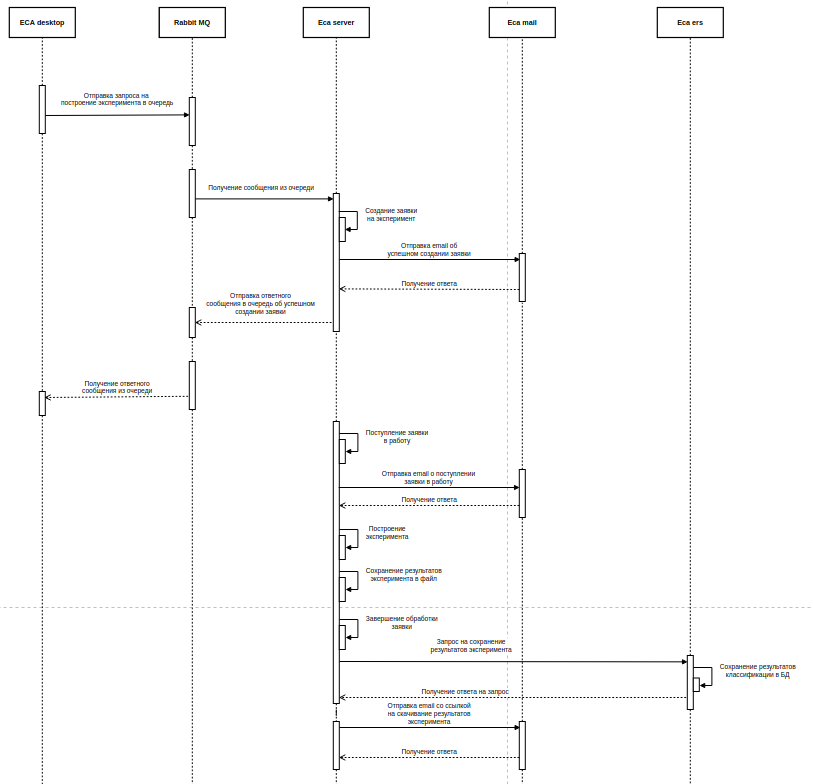 ECA desktop
Rabbit MQ
Eca server
Eca mail
Eca ers
Отправка запроса на
построение эксперимента в очередь
Получение сообщения из очереди
Создание заявки
на эксперимент
Отправка email об
успешном создании заявки
Получение ответа
Отправка ответного
сообщения в очередь об успешном
создании заявки
Получение ответного
сообщения из очереди
Поступление заявки
в работу
Отправка email о поступлении
заявки в работу
Получение ответа
Построение
эксперимента
Сохранение результатов
эксперимента в файл
Завершение обработки
заявки
Запрос на сохранение
результатов эксперимента
Сохранение результатов
классификации в БД
Получение ответа на запрос
Отправка email со ссылкой
на скачивание результатов
эксперимента
Получение ответа